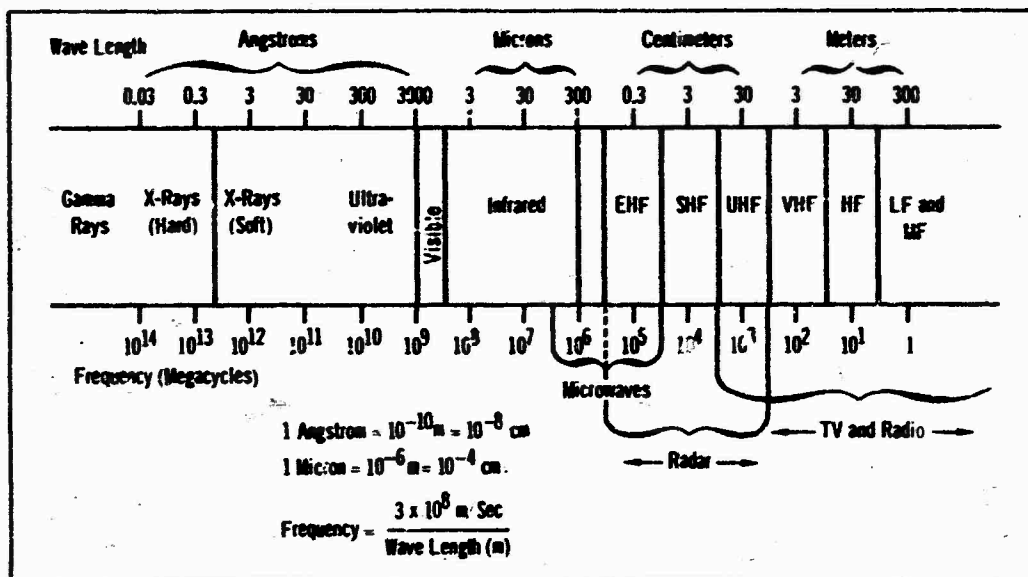 Wave Length Angstroms Microns Centimeters Meters
0.03 0.3 3 30 300 3000 3 30 300 0.3 3 30 3 30 300
Gamma Rays
X-Rays (Hard)
X-Rays (Soft)
Ultra-violet
Visible
Infrared
EHF
SHF
UHF
VHF
HF
LF and MF
10^14 10^13 10^12 10^11 10^10 10^9 10^8 10^7 10^6 10^5 10^4 10^3 10^2 10^1 1
Frequency (Megacycles)
Microwaves
TV and Radio
Radar
1 Angstrom = 10^-10 m = 10^-8 cm
1 Micron = 10^-6 m = 10^-4 cm.
Frequency = 3 x 10^8 m/Sec
Wave Length (m)